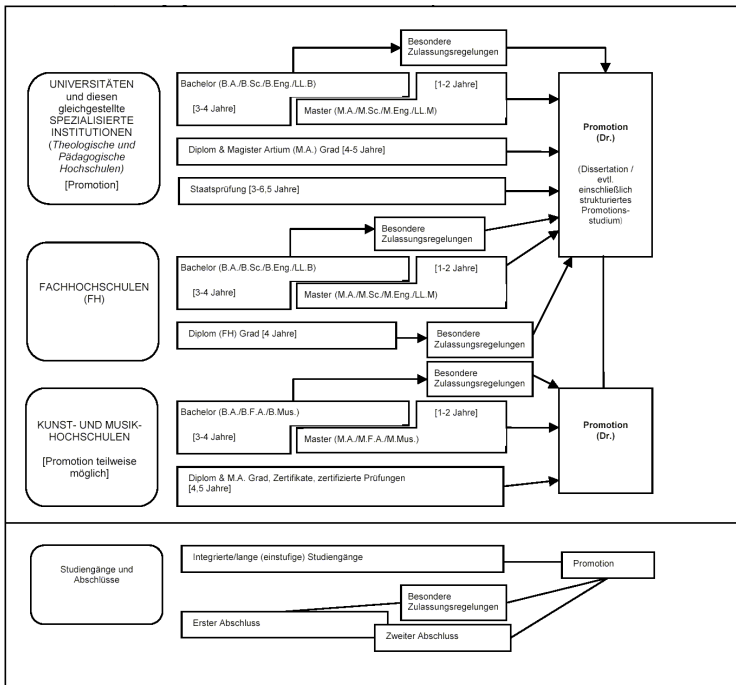 Besondere
Zulassungsregelungen
UNIVERSITÄTEN
und diesen
gleichgestellte
SPEZIALISIERTE
INSTITUTIONEN
(Theologische und
Pädagogische
Hochschulen)
[Promotion]
Bachelor (B.A./B.Sc./B.Eng./LL.B)
[3-4 Jahre]
[1-2 Jahre]
Master (M.A./M.Sc./M.Eng./LL.M)
Diplom & Magister Artium (M.A.) Grad [4-5 Jahre]
Staatsprüfung [3-6,5 Jahre]
Promotion
(Dr.)
(Dissertation /
evtl.
einschließlich
strukturiertes
Promotions-
studium)
FACHHOCHSCHULEN
(FH)
Besondere
Zulassungsregelungen
Bachelor (B.A./B.Sc./B.Eng./LL.B)
[3-4 Jahre]
[1-2 Jahre]
Master (M.A./M.Sc./M.Eng./LL.M)
Diplom (FH) Grad [4 Jahre]
Besondere
Zulassungsregelungen
KUNST- UND MUSIK-
HOCHSCHULEN
[Promotion teilweise
möglich]
Besondere
Zulassungsregelungen
Bachelor (B.A./B.F.A./B.Mus.)
[3-4 Jahre]
[1-2 Jahre]
Master (M.A./M.F.A./M.Mus.)
Diplom & M.A. Grad, Zertifikate, zertifizierte Prüfungen
[4,5 Jahre]
Promotion
(Dr.)
Studiengänge und
Abschlüsse
Integrierte/lange (einstufige) Studiengänge
Promotion
Besondere
Zulassungsregelungen
Erster Abschluss
Zweiter Abschluss